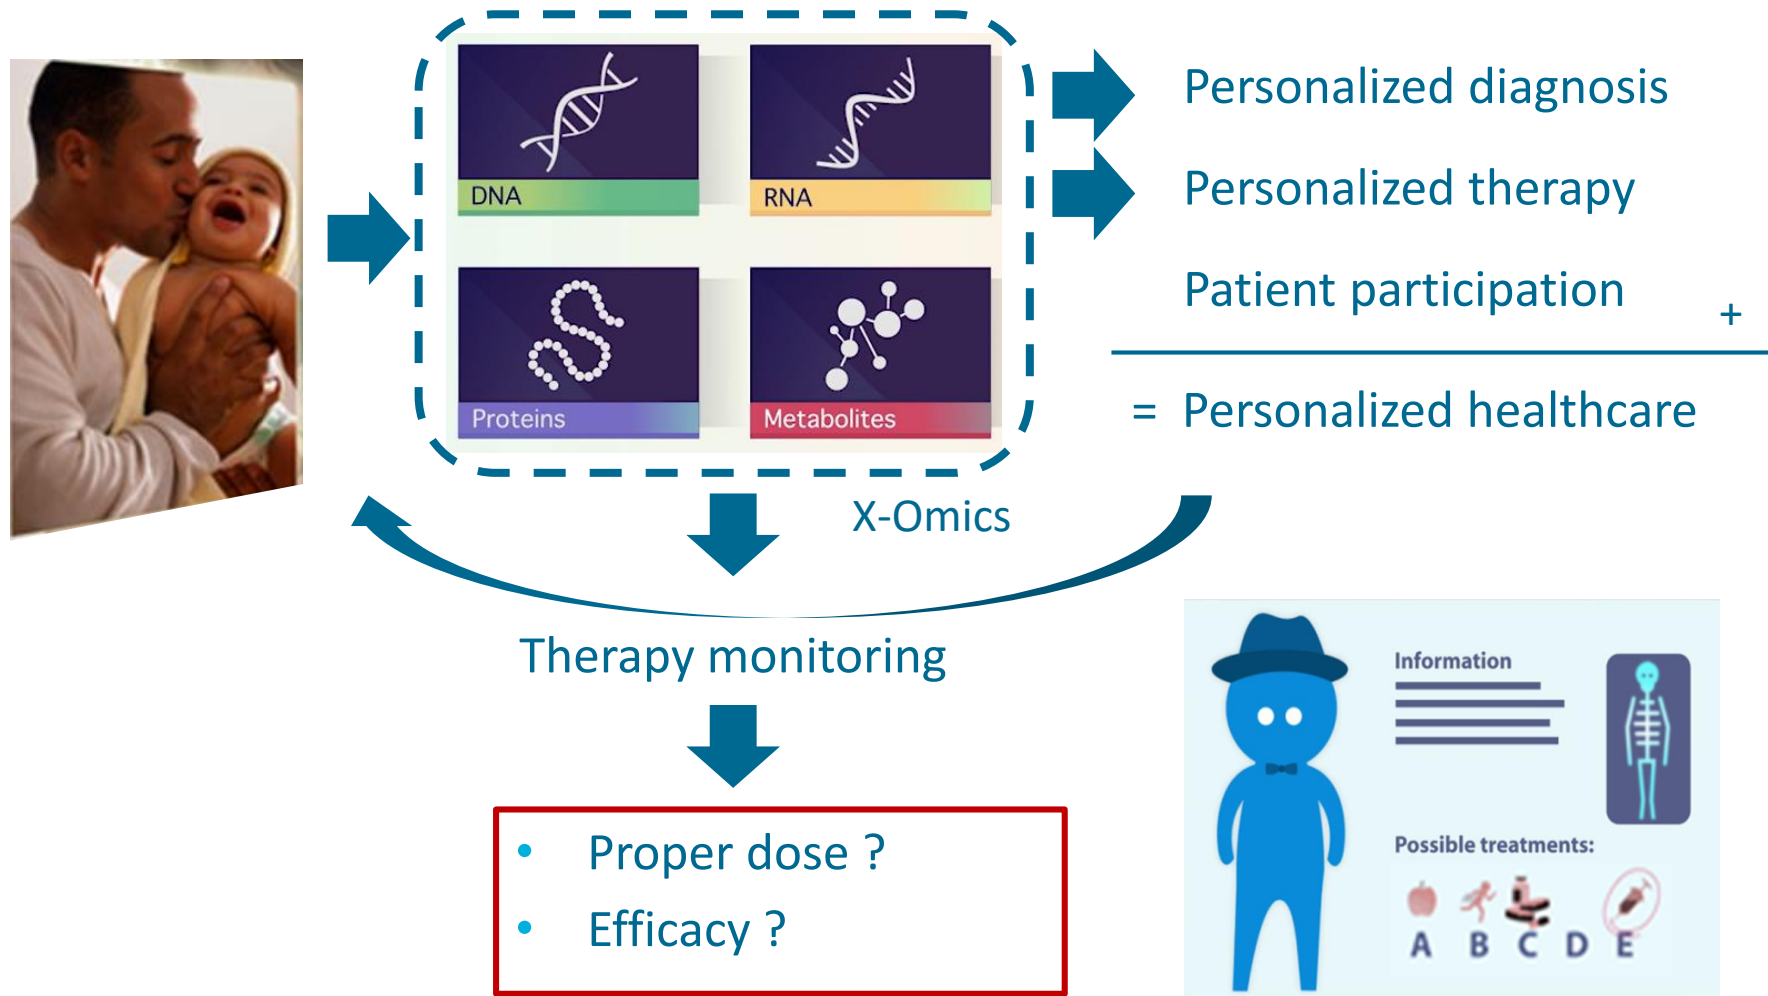 DNA
RNA
Proteins
Metabolites
Personalized diagnosis
Personalized therapy
Patient participation
+
= Personalized healthcare
X-Omics
Therapy monitoring
• Proper dose ?
• Efficacy ?
Information
Possible treatments:
A B C D E